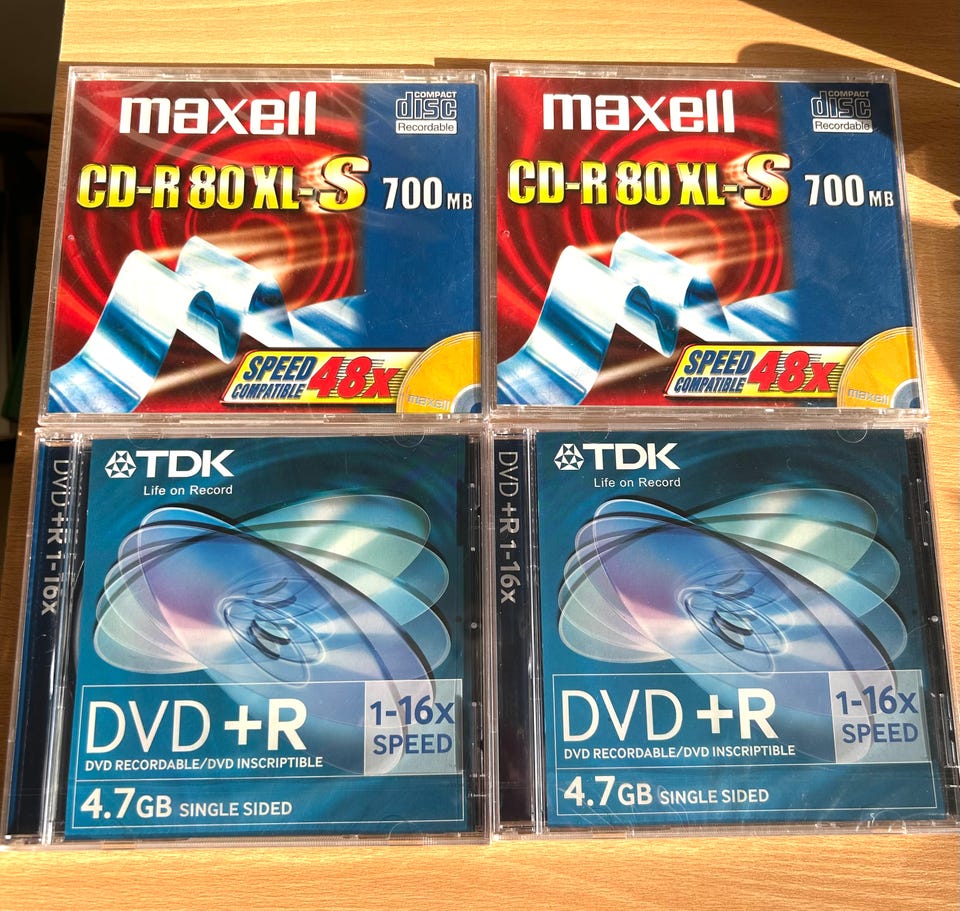 maxell
COMPACT
disc
Recordable
CD-R 80 XL-S 700 MB
SPEED
COMPATIBLE 48x
maxell
maxell
COMPACT
disc
Recordable
CD-R 80 XL-S 700 MB
SPEED
COMPATIBLE 48x
maxell
DVD+R 1-16x
TDK
Life on Record
DVD +R
1-16x
SPEED
DVD RECORDABLE/DVD INSCRIPTIBLE
4.7GB SINGLE SIDED
DVD+R 1-16x
TDK
Life on Record
DVD +R
1-16x
SPEED
DVD RECORDABLE/DVD INSCRIPTIBLE
4.7GB SINGLE SIDED